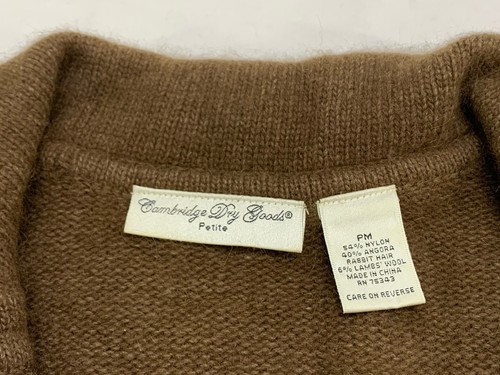 Cambridge Dry Goods®
Petite
PM
54% NYLON
40% ANGORA
RABBIT HAIR
6% LAMBS' WOOL
MADE IN CHINA
RN 75343
CARE ON REVERSE